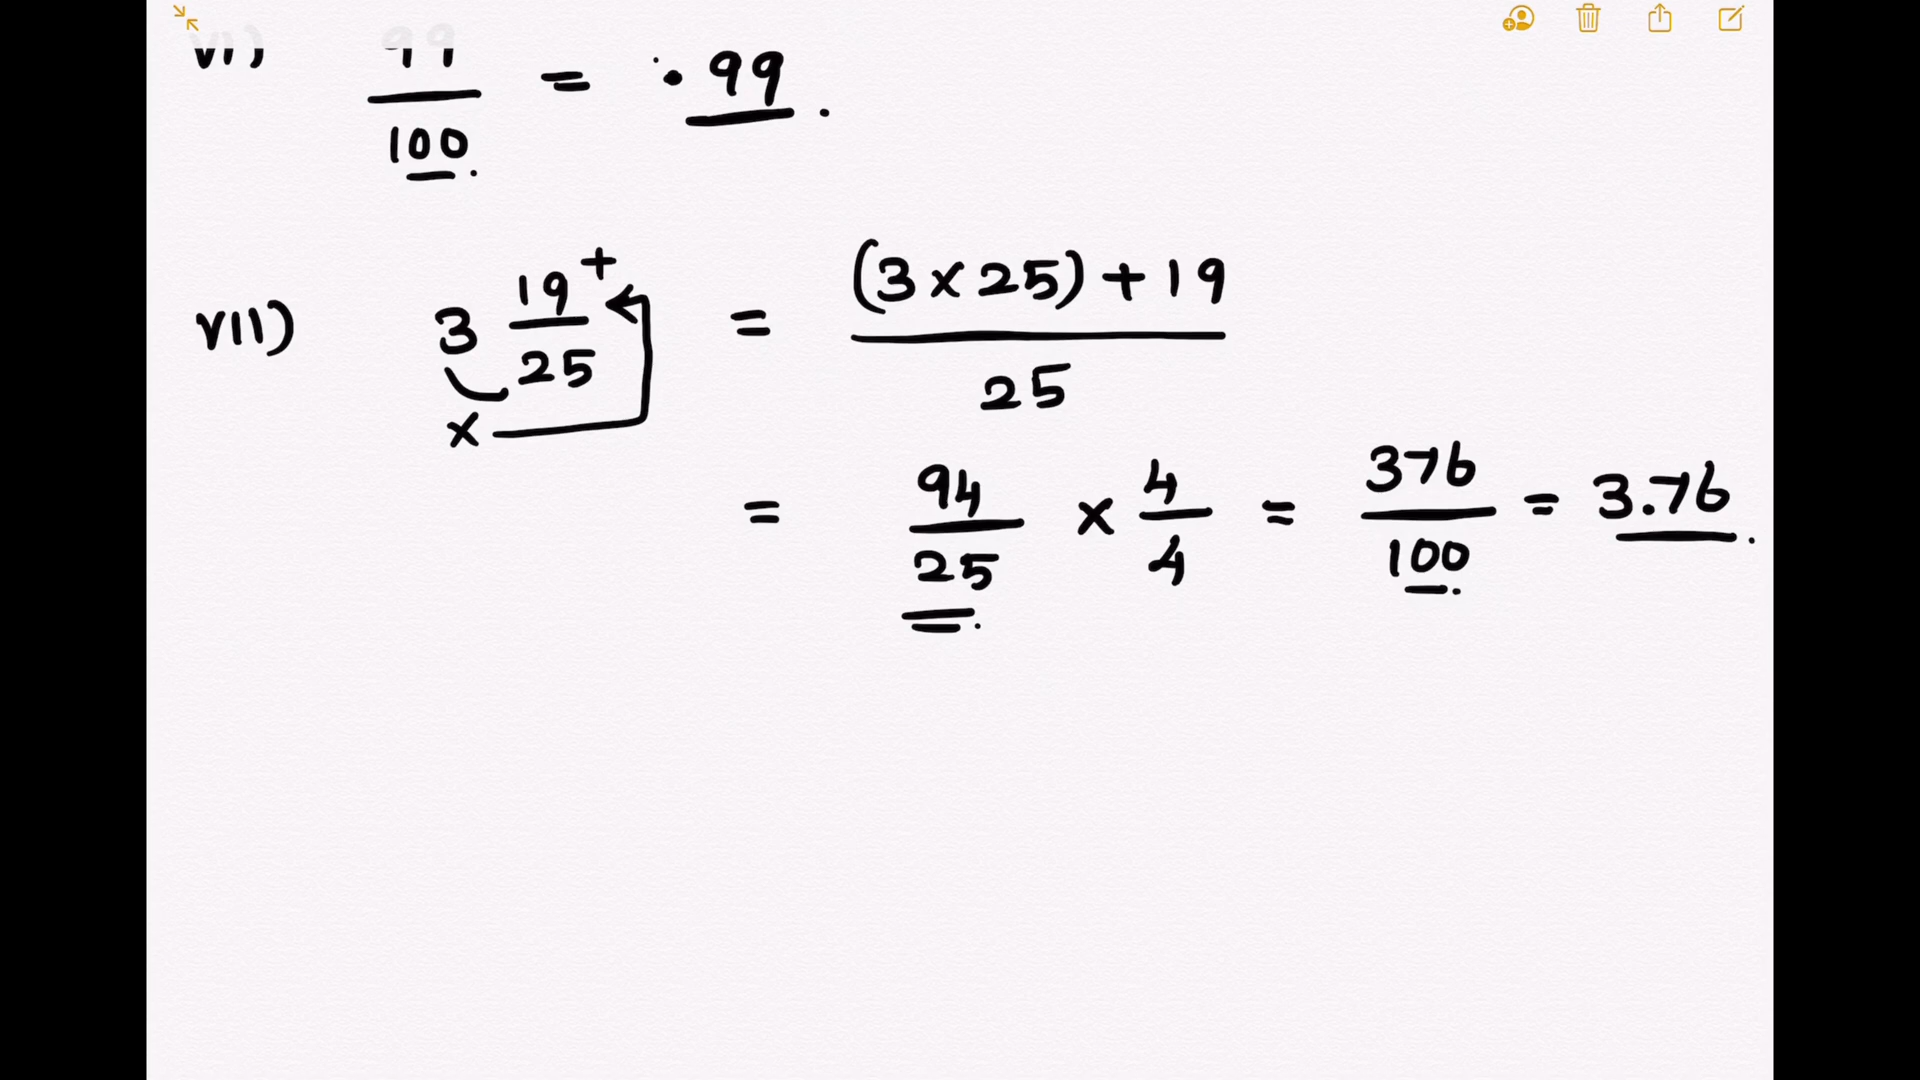 vi) 99/100 = .99.
vii) 3 19/25 + × = (3 × 25) + 19 / 25
= 94/25 × 4/4 = 376/100 = 3.76.